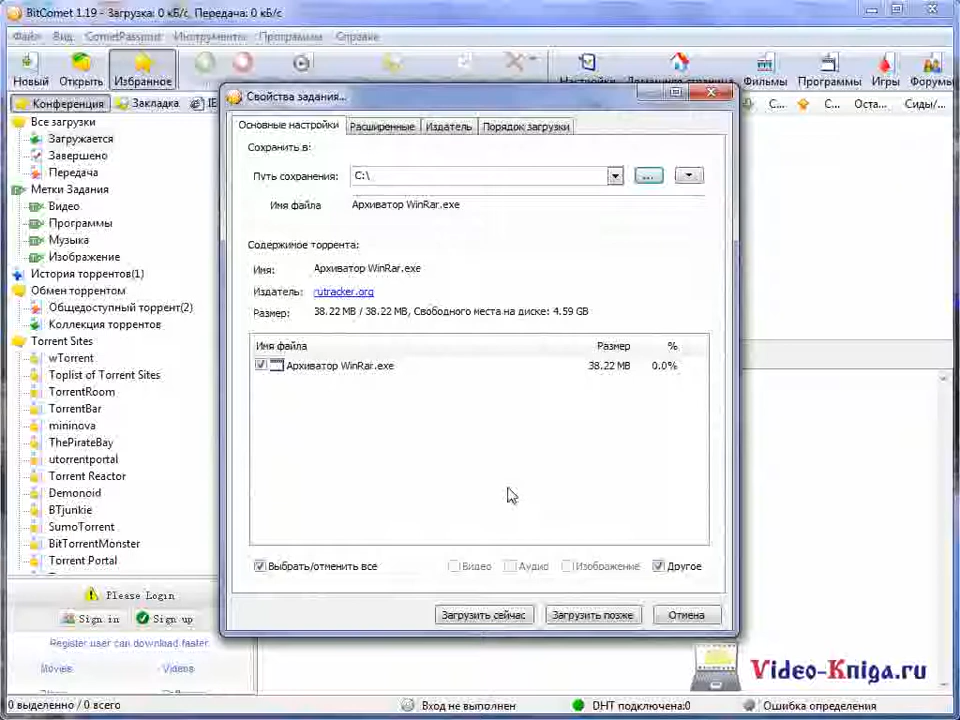 BitComet 1.19 - Загрузка: 0 кБ/с, Передача: 0 кБ/с
Файл Вид CometPassport Инструменты Программы Справка
Новый Открыть Избранное Фильмы Программы Игры Форумы
Конференция Закладка IE С... С... Оста... Сиды/...
Все загрузки
Загружается
Завершено
Передача
Метки Задания
Видео
Программы
Музыка
Изображение
История торрентов(1)
Обмен торрентом
Общедоступный торрент(2)
Коллекция торрентов
Torrent Sites
wTorrent
Toplist of Torrent Sites
TorrentRoom
TorrentBar
mininova
ThePirateBay
utorrentportal
Torrent Reactor
Demonoid
BTjunkie
SumoTorrent
BitTorrentMonster
Torrent Portal
Please Login
Sign in Sign up
Register user can download faster.
Movies Videos
Свойства задания...
Основные настройки Расширенные Издатель Порядок загрузки
Сохранить в:
Путь сохранения: C:\ ...
Имя файла Архиватор WinRar.exe
Содержимое торрента:
Имя: Архиватор WinRar.exe
Издатель: rutracker.org
Размер: 38.22 MB / 38.22 MB, Свободного места на диске: 4.59 GB
Имя файла Размер %
Архиватор WinRar.exe 38.22 MB 0.0%
Выбрать/отменить все Видео Аудио Изображение Другое
Загрузить сейчас Загрузить позже Отмена
Video-Kniga.ru
0 выделено / 0 всего Вход не выполнен DHT подключена:0 Ошибка определения